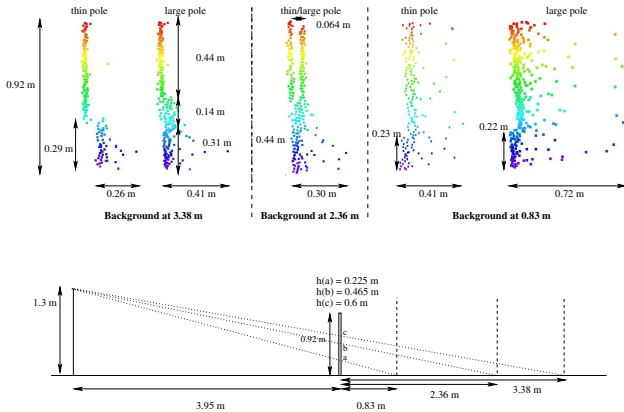 thin pole
large pole
thin/large pole
thin pole
large pole
0.064 m
0.92 m
0.44 m
0.14 m
0.31 m
0.29 m
0.44 m
0.23 m
0.22 m
0.26 m
0.41 m
0.30 m
0.41 m
0.72 m
Background at 3.38 m
Background at 2.36 m
Background at 0.83 m
h(a) = 0.225 m
h(b) = 0.465 m
h(c) = 0.6 m
1.3 m
0.92 m
c
b
a
3.38 m
2.36 m
3.95 m
0.83 m